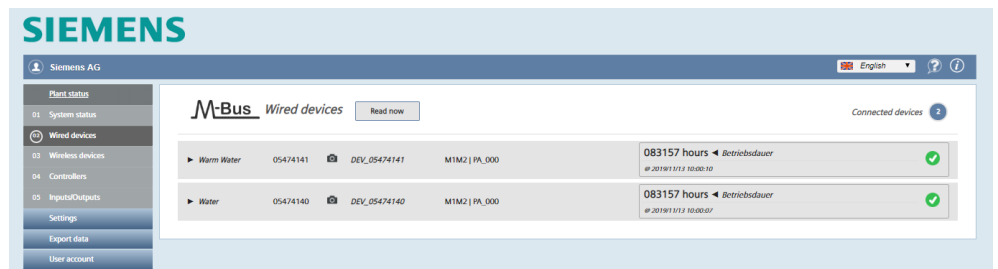 SIEMENS
Siemens AG
English
Plant status
01 System status
02 Wired devices
03 Wireless devices
04 Controllers
05 Inputs/Outputs
Settings
Export data
User account
M-Bus Wired devices Read now Connected devices 2
Warm Water 05474141 DEV_05474141 M1M2 | PA_000 083157 hours ◄ Betriebsdauer
@ 2019/11/13 10:00:10
Water 05474140 DEV_05474140 M1M2 | PA_000 083157 hours ◄ Betriebsdauer
@ 2019/11/13 10:00:07